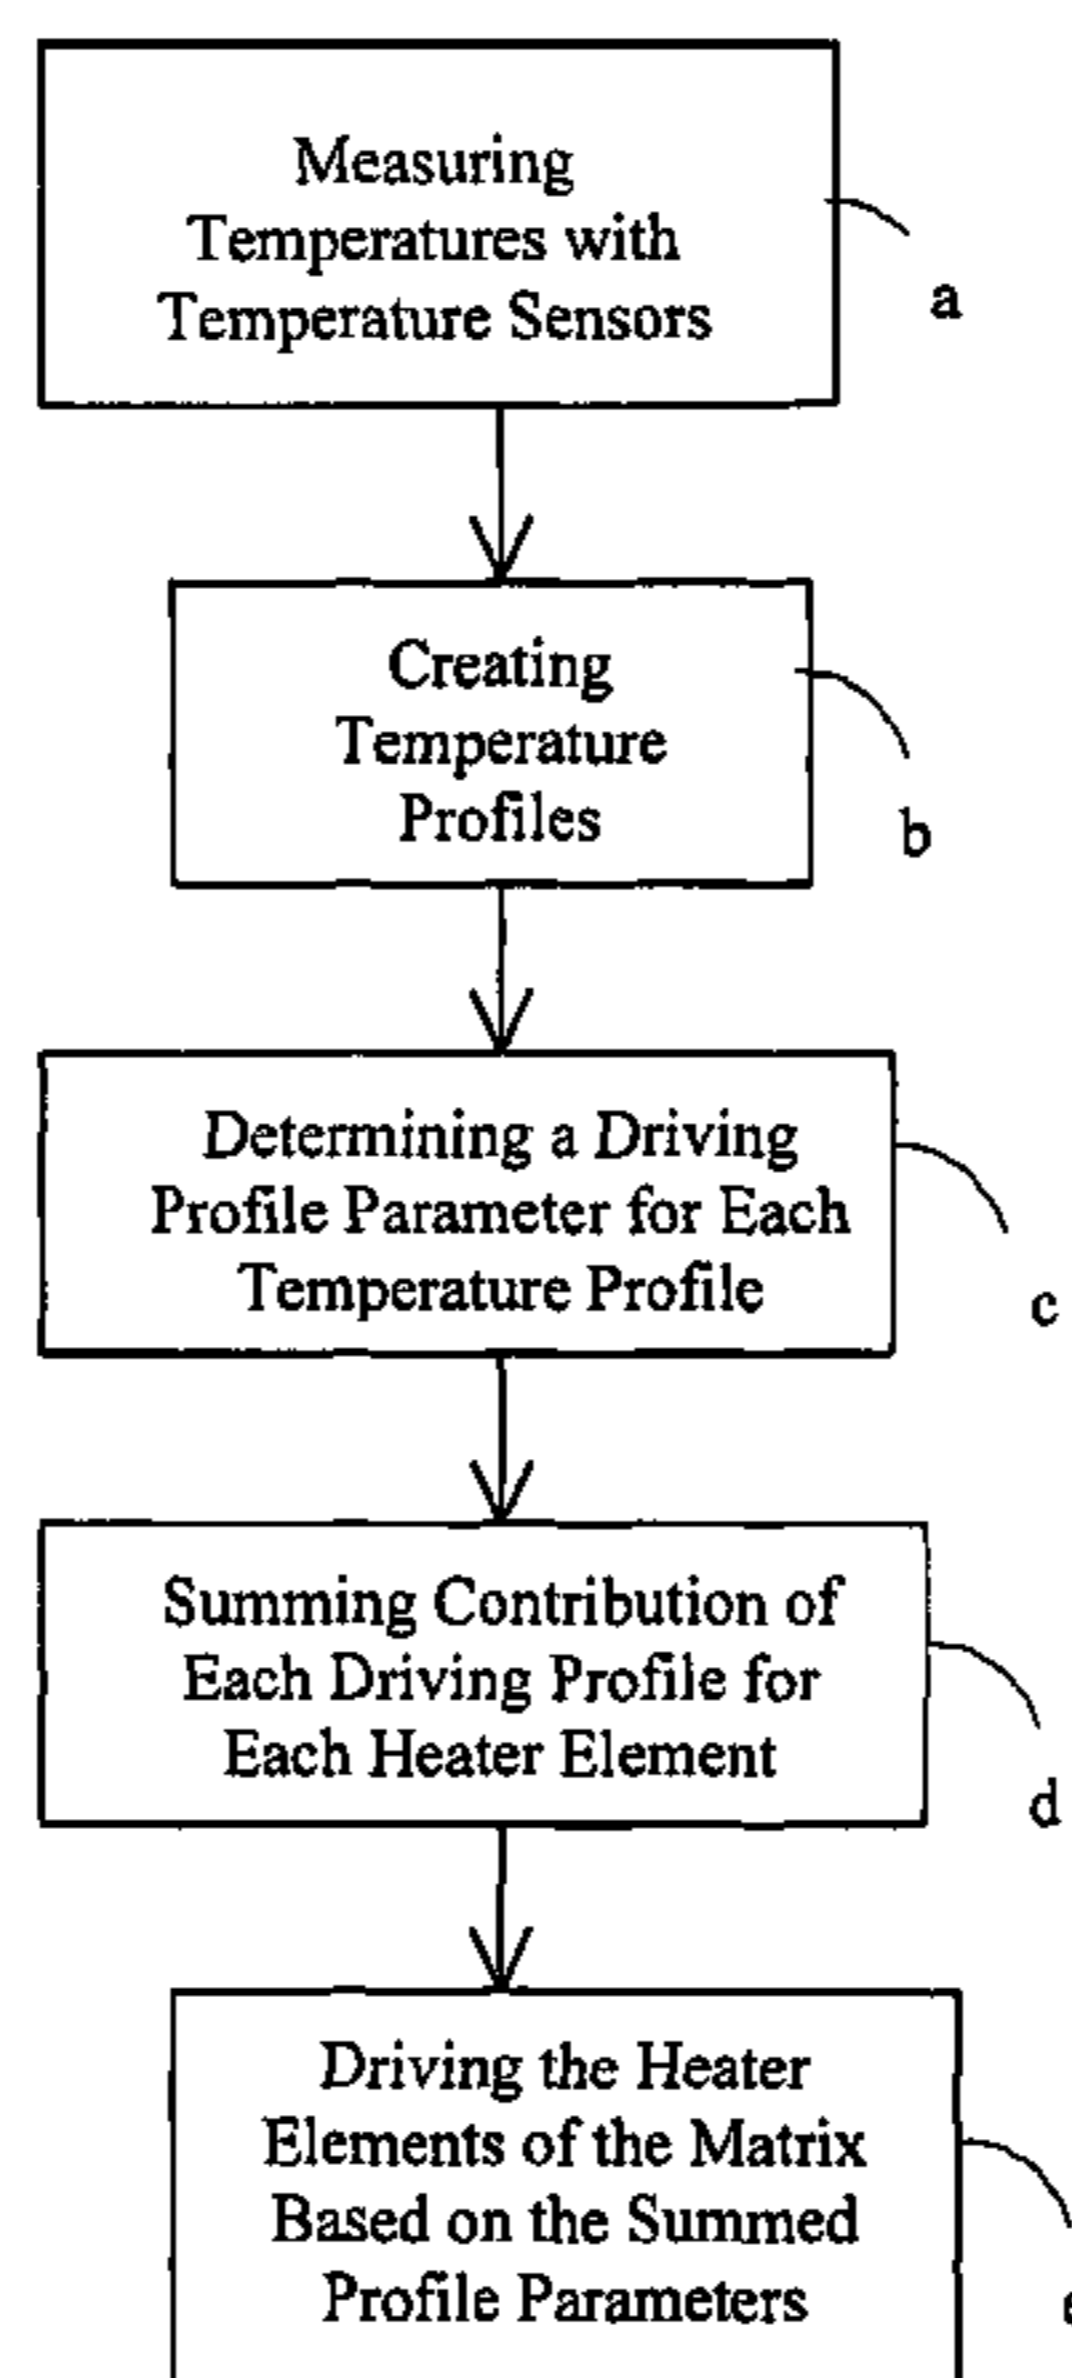 Measuring
Temperatures with
Temperature Sensors
a
Creating
Temperature
Profiles
b
Determining a Driving
Profile Parameter for Each
Temperature Profile
c
Summing Contribution of
Each Driving Profile for
Each Heater Element
d
Driving the Heater
Elements of the Matrix
Based on the Summed
Profile Parameters